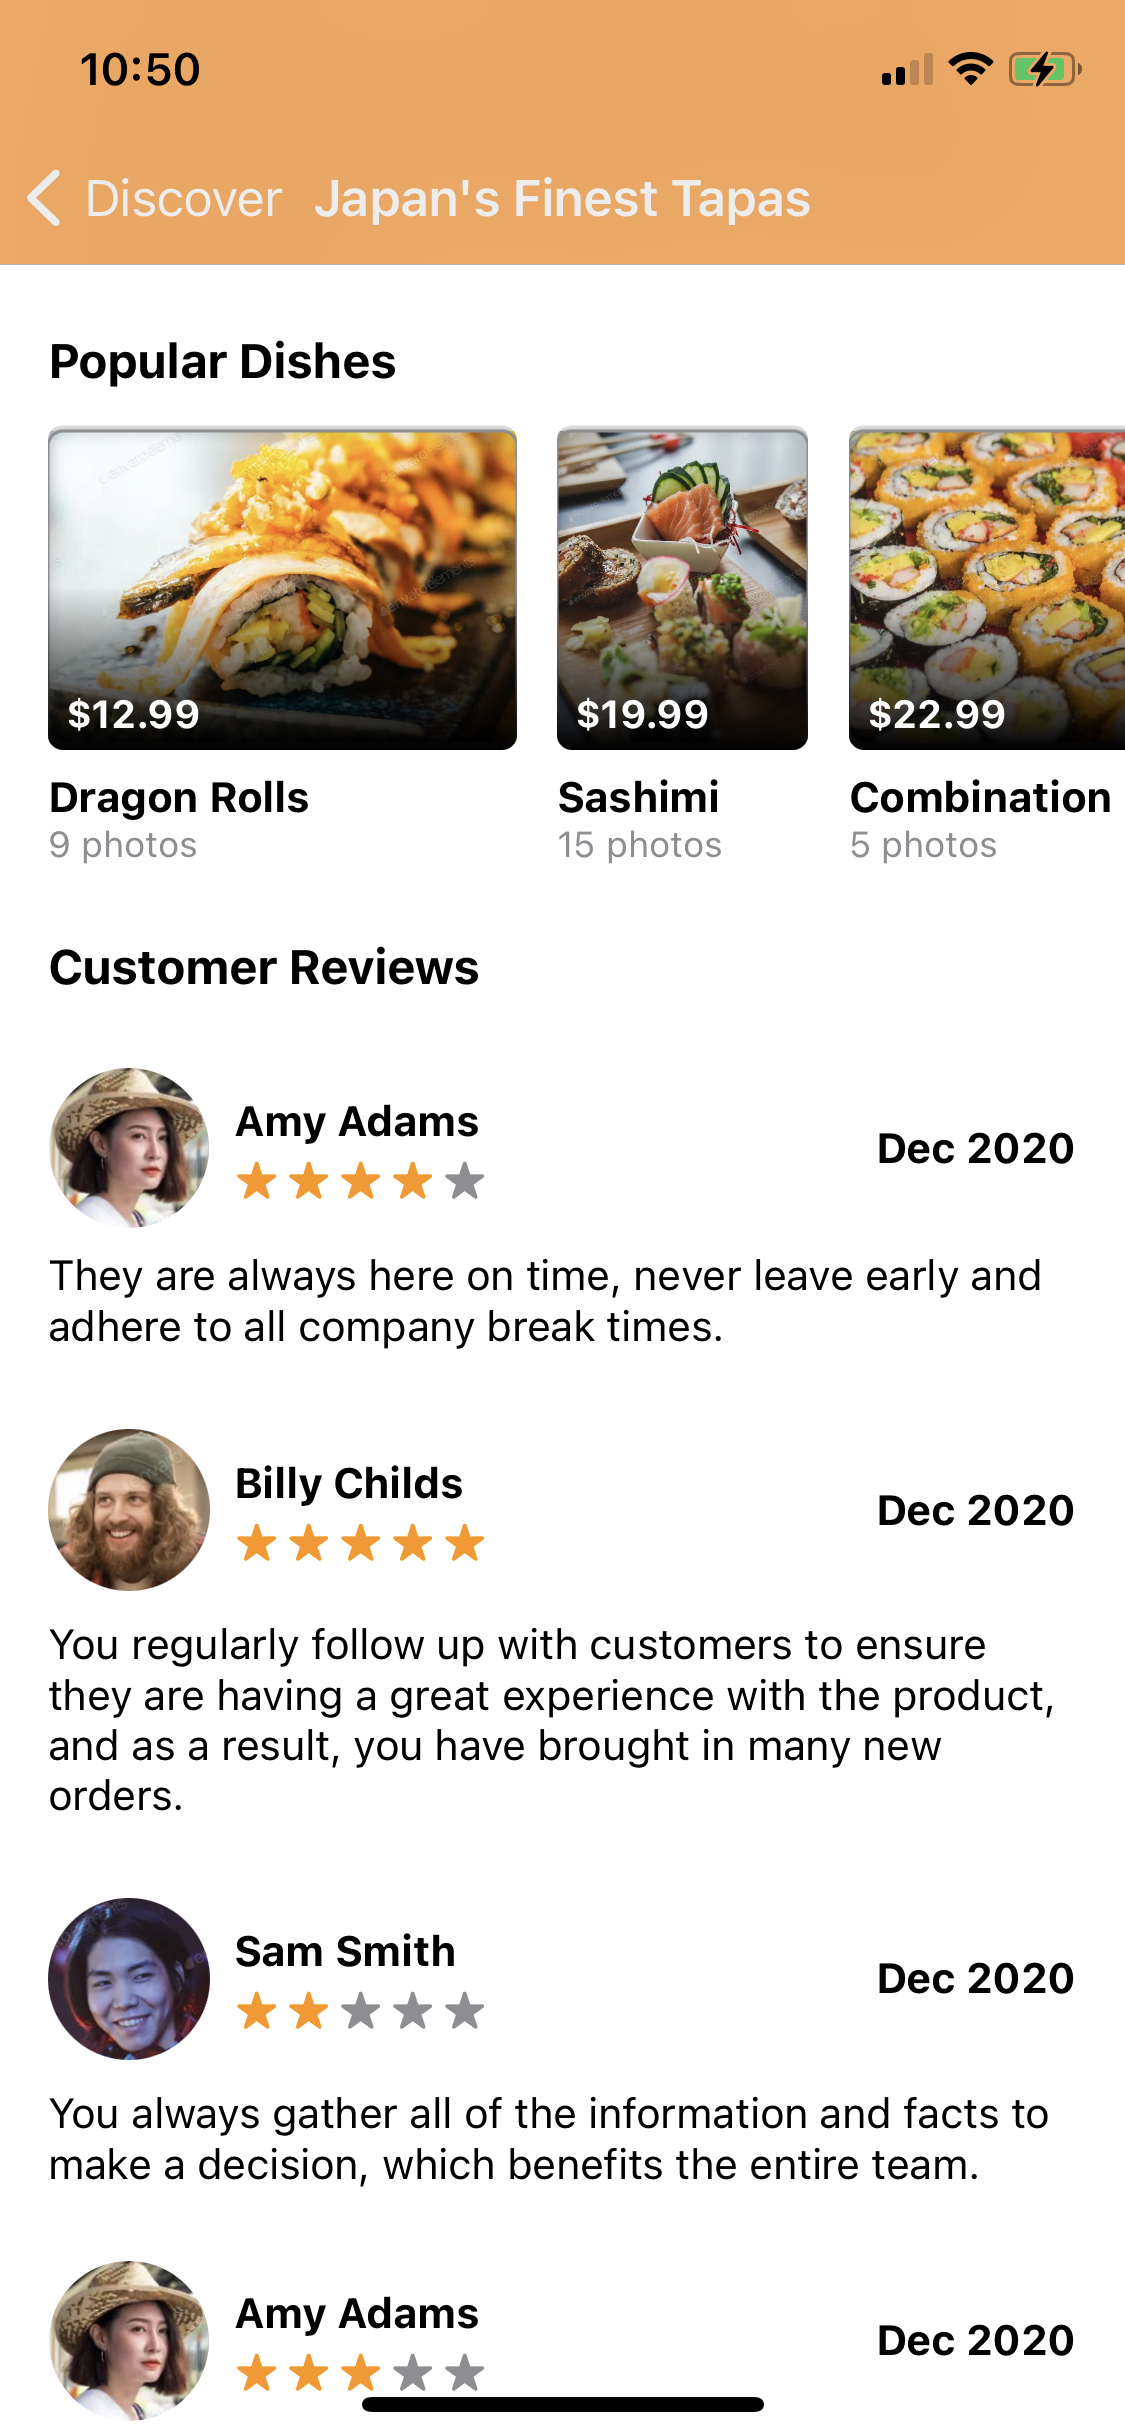 10:50
Discover Japan's Finest Tapas
Popular Dishes
$12.99 $19.99 $22.99
Dragon Rolls Sashimi Combination
9 photos 15 photos 5 photos
Customer Reviews
Amy Adams
Dec 2020
They are always here on time, never leave early and
adhere to all company break times.
Billy Childs
Dec 2020
You regularly follow up with customers to ensure
they are having a great experience with the product,
and as a result, you have brought in many new
orders.
Sam Smith
Dec 2020
You always gather all of the information and facts to
make a decision, which benefits the entire team.
Amy Adams
Dec 2020